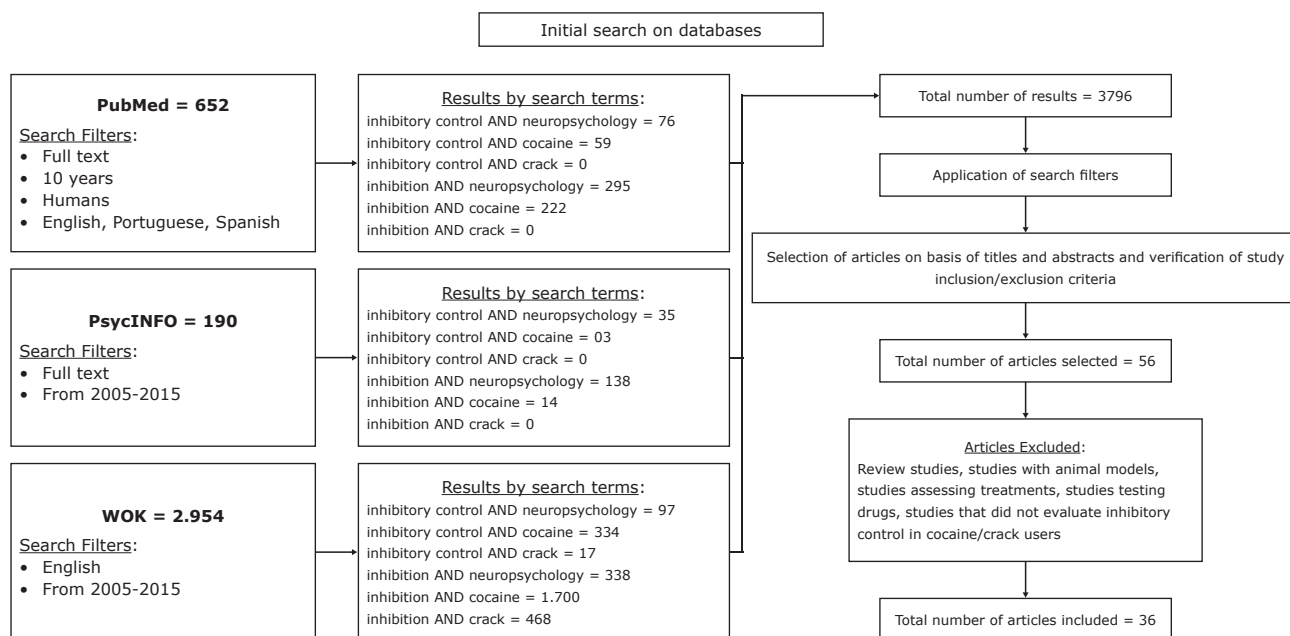 Initial search on databases
PubMed = 652
Search Filters:
• Full text
• 10 years
• Humans
• English, Portuguese, Spanish
Results by search terms:
inhibitory control AND neuropsychology = 76
inhibitory control AND cocaine = 59
inhibitory control AND crack = 0
inhibition AND neuropsychology = 295
inhibition AND cocaine = 222
inhibition AND crack = 0
PsycINFO = 190
Search Filters:
• Full text
• From 2005-2015
Results by search terms:
inhibitory control AND neuropsychology = 35
inhibitory control AND cocaine = 03
inhibitory control AND crack = 0
inhibition AND neuropsychology = 138
inhibition AND cocaine = 14
inhibition AND crack = 0
WOK = 2.954
Search Filters:
• English
• From 2005-2015
Results by search terms:
inhibitory control AND neuropsychology = 97
inhibitory control AND cocaine = 334
inhibitory control AND crack = 17
inhibition AND neuropsychology = 338
inhibition AND cocaine = 1.700
inhibition AND crack = 468
Total number of results = 3796
Application of search filters
Selection of articles on basis of titles and abstracts and verification of study
inclusion/exclusion criteria
Total number of articles selected = 56
Articles Excluded:
Review studies, studies with animal models,
studies assessing treatments, studies testing
drugs, studies that did not evaluate inhibitory
control in cocaine/crack users
Total number of articles included = 36